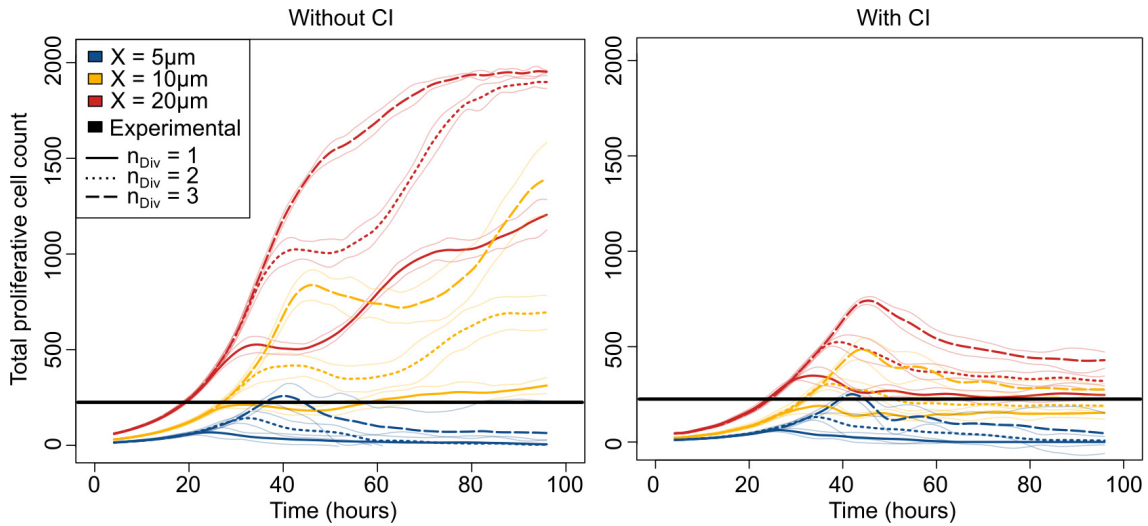 Without CI
With CI
Total proliferative cell count
2000
1500
1000
500
0
X = 5μm
X = 10μm
X = 20μm
Experimental
n_Div = 1
n_Div = 2
n_Div = 3
0 20 40 60 80 100
Time (hours)
2000
1500
1000
500
0
0 20 40 60 80 100
Time (hours)